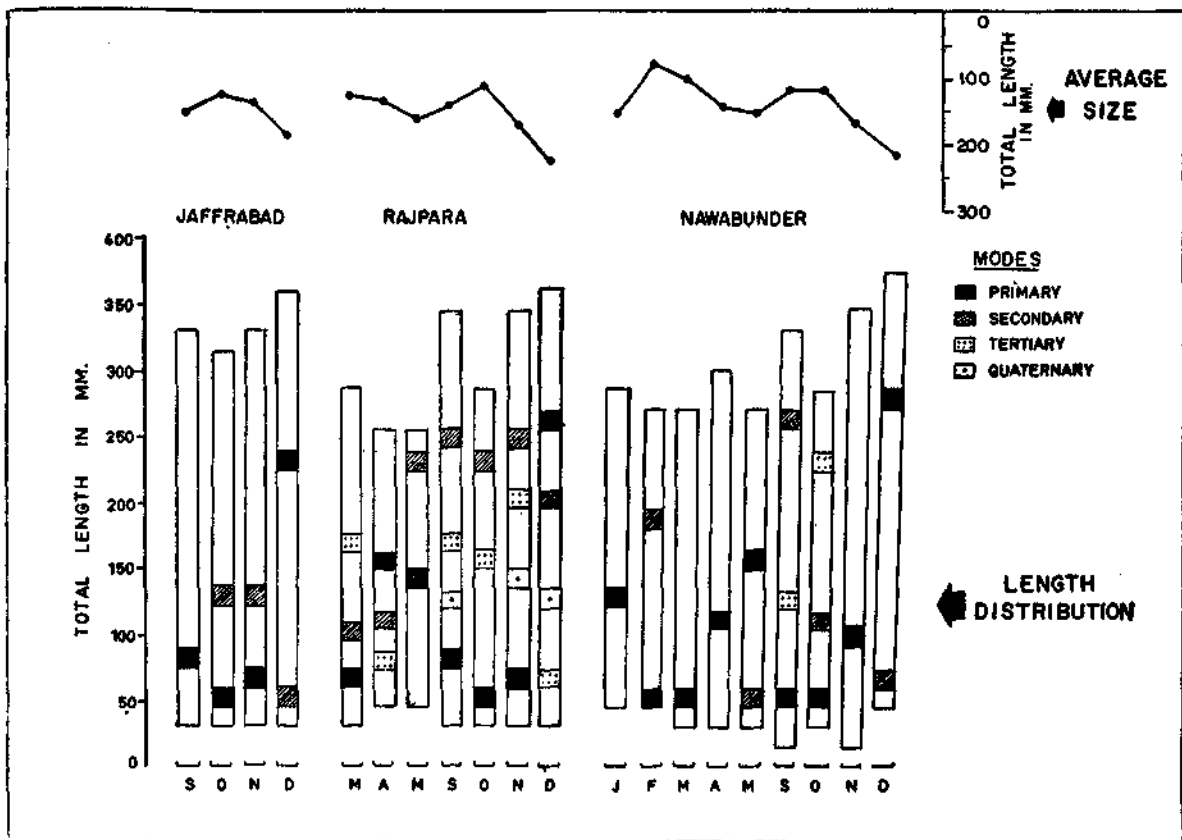 0
100
200
300
TOTAL LENGTH
IN MM.
AVERAGE
SIZE
JAFFRABAD
RAJPARA
NAWABUNDER
TOTAL LENGTH IN MM.
400
350
300
250
200
150
100
50
0
MODES
PRIMARY
SECONDARY
TERTIARY
QUATERNARY
LENGTH
DISTRIBUTION
S O N D
M A M S O N D
J F M A M S O N D